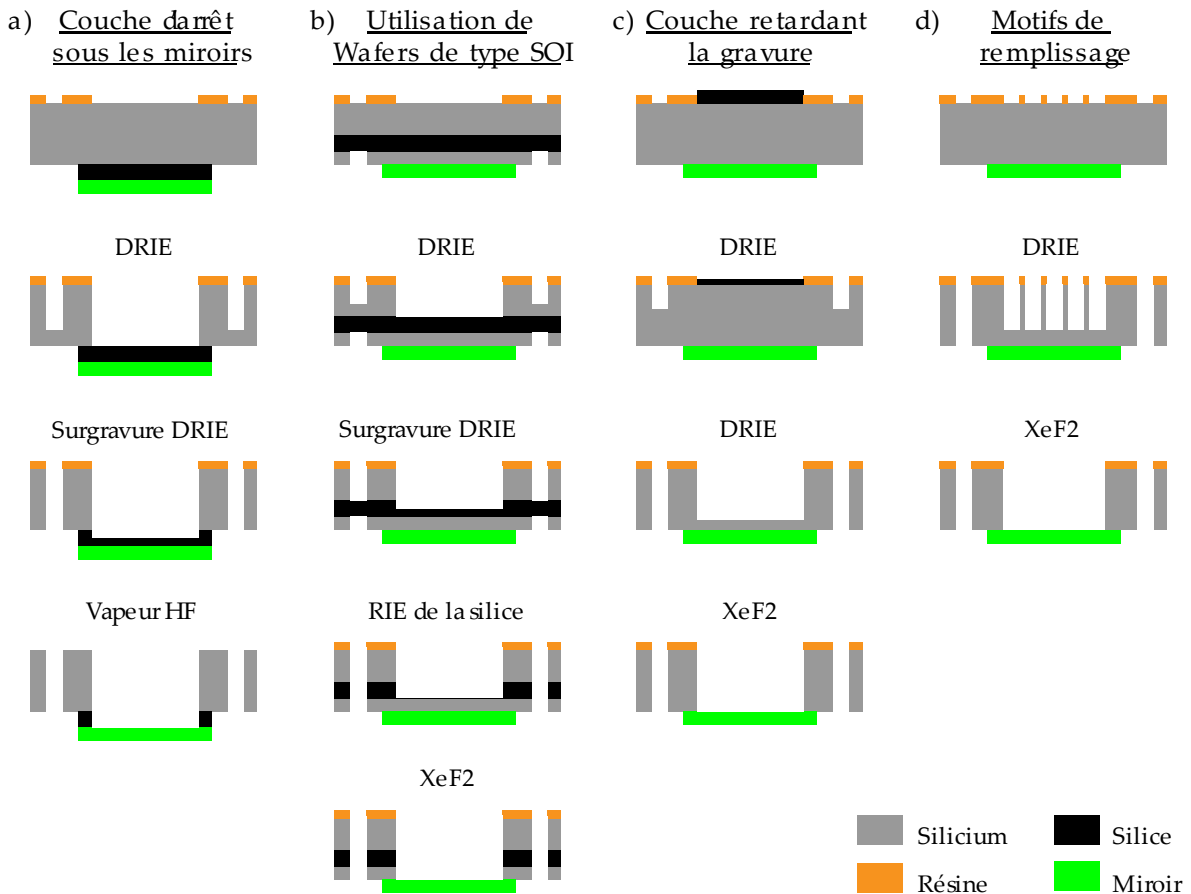 a) Couche darrêt
sous les miroirs
b) Utilisation de
Wafers de type SOI
c) Couche retardant
la gravure
d) Motifs de
remplissage
DRIE
DRIE
DRIE
DRIE
Surgravure DRIE
Surgravure DRIE
DRIE
XeF2
Vapeur HF
RIE de la silice
XeF2
XeF2
Silicium
Silice
Résine
Miroir